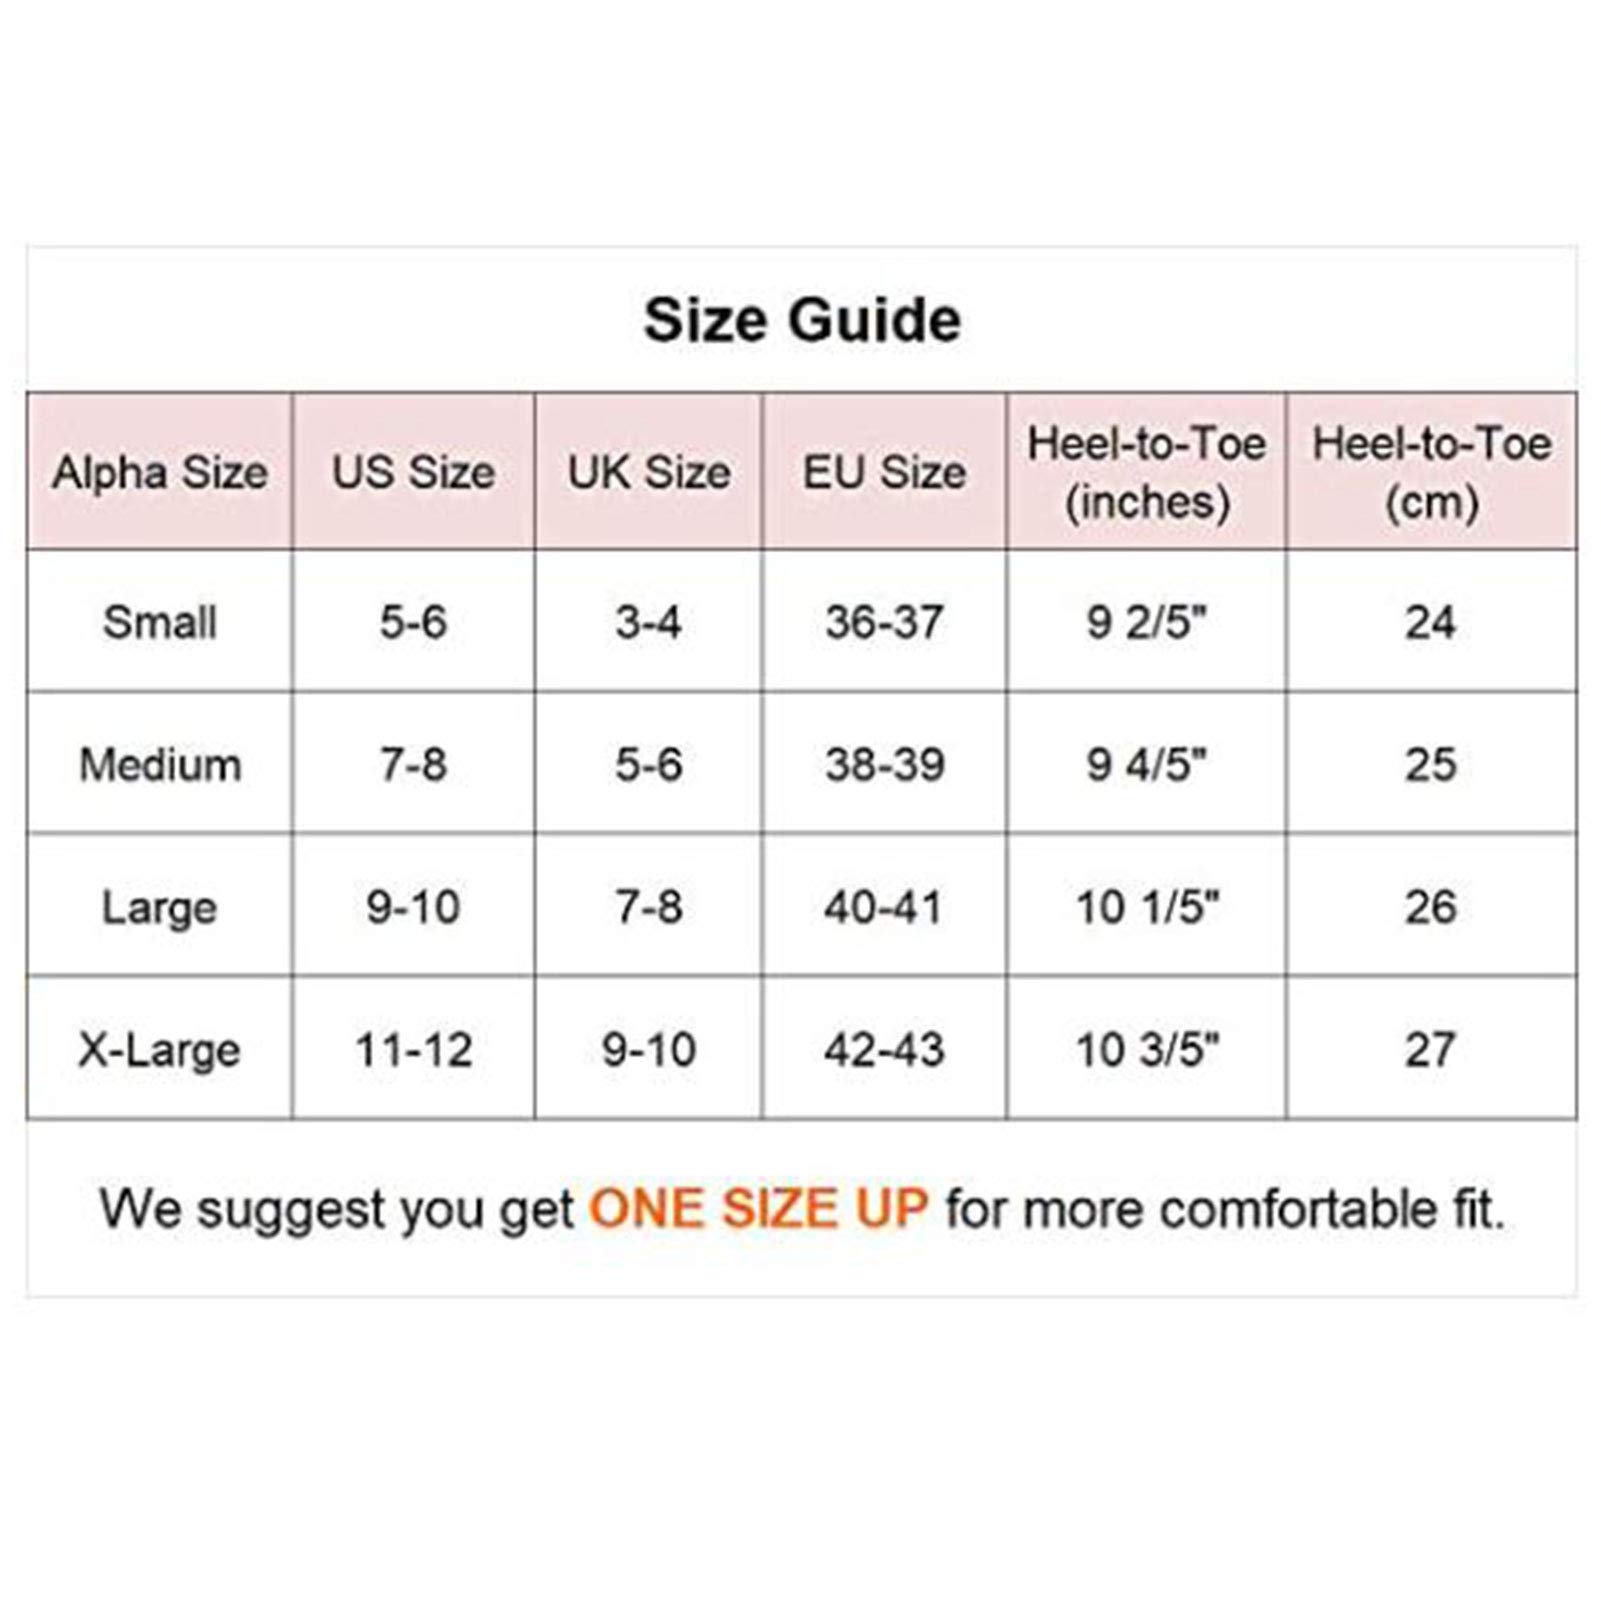 Size Guide
Alpha Size US Size UK Size EU Size Heel-to-Toe (inches) Heel-to-Toe (cm)
Small 5-6 3-4 36-37 9 2/5" 24
Medium 7-8 5-6 38-39 9 4/5" 25
Large 9-10 7-8 40-41 10 1/5" 26
X-Large 11-12 9-10 42-43 10 3/5" 27
We suggest you get ONE SIZE UP for more comfortable fit.